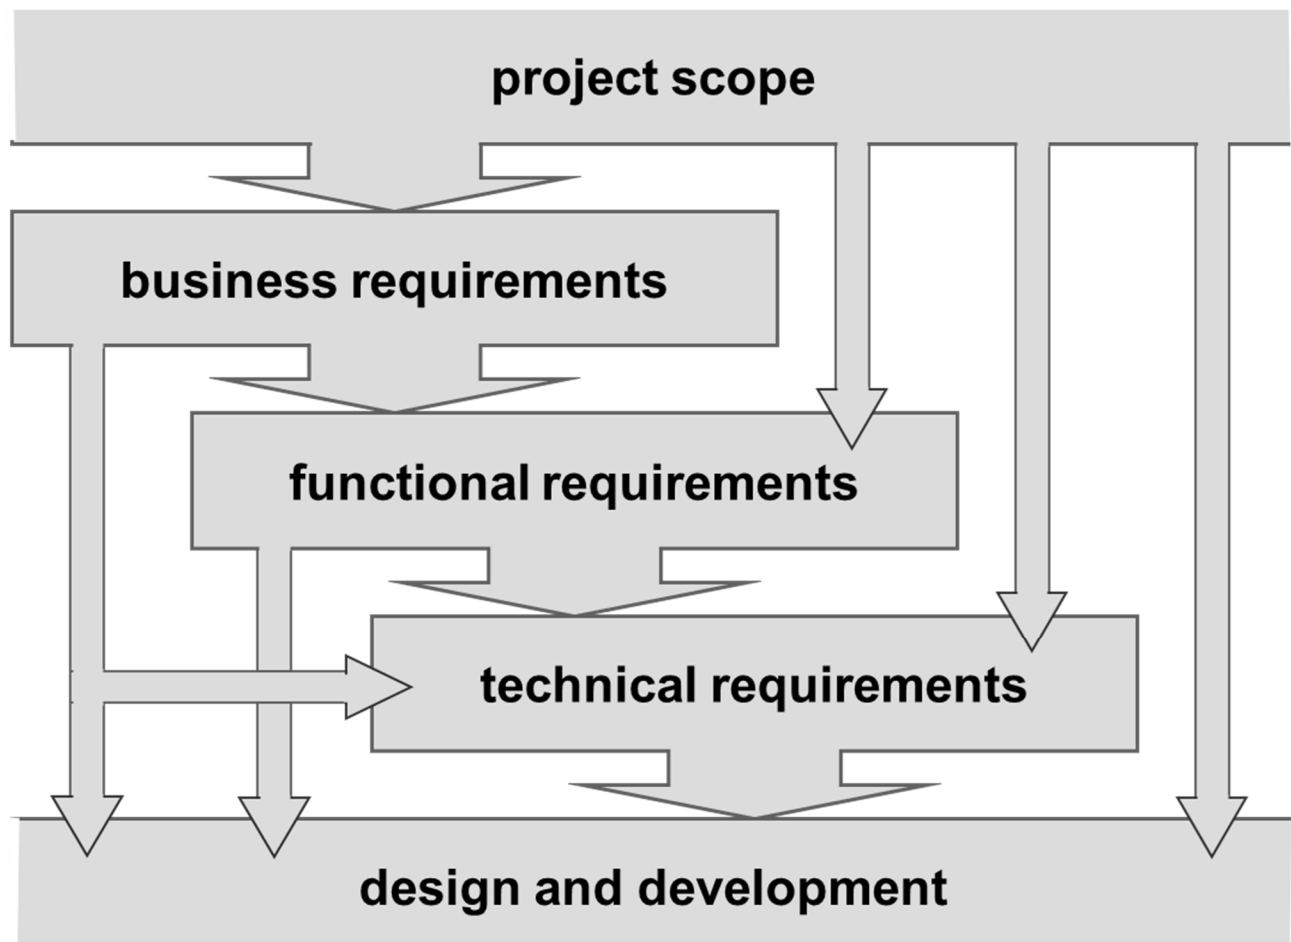 project scope
business requirements
functional requirements
technical requirements
design and development